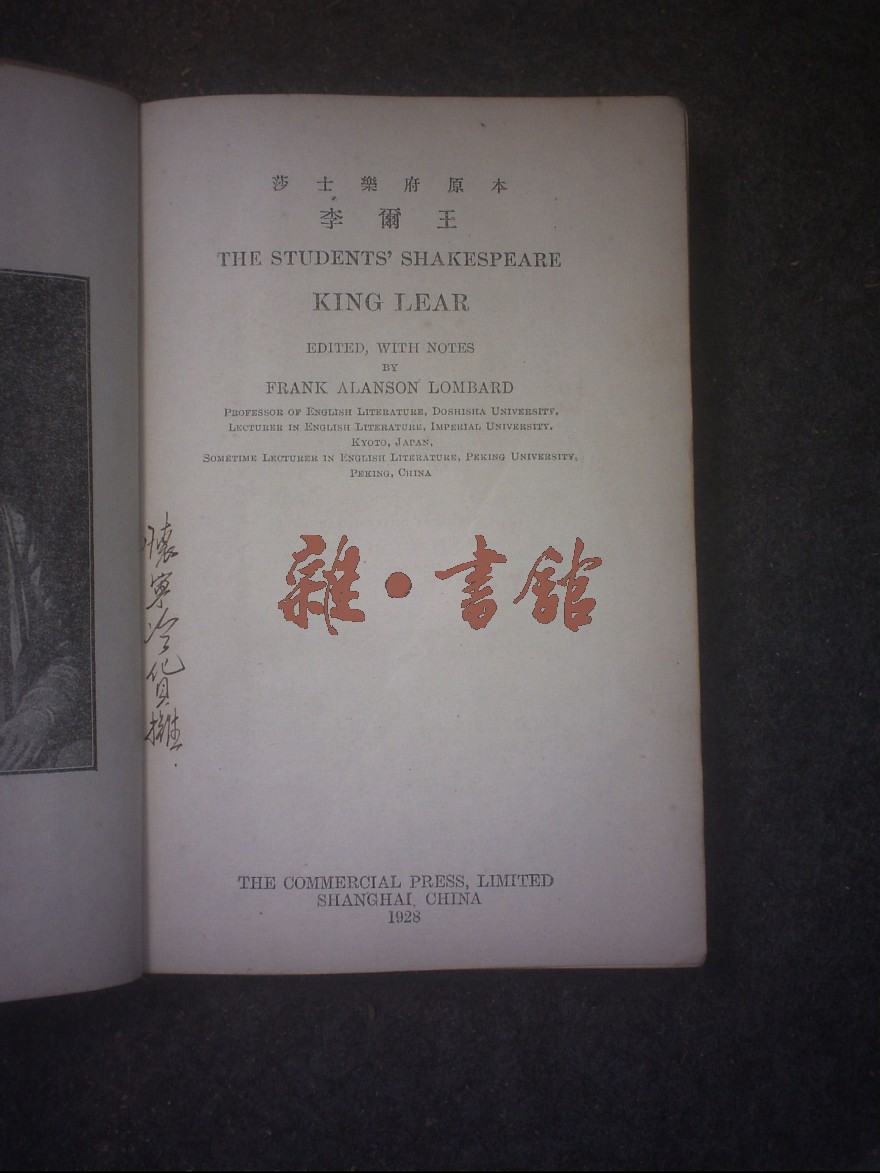 莎士樂府原本
李爾王
THE STUDENTS' SHAKESPEARE
KING LEAR
EDITED, WITH NOTES
BY
FRANK ALANSON LOMBARD
PROFESSOR OF ENGLISH LITERATURE, DOSHISHA UNIVERSITY,
LECTURER IN ENGLISH LITERATURE, IMPERIAL UNIVERSITY,
KYOTO, JAPAN,
SOMETIME LECTURER IN ENGLISH LITERATURE, PEKING UNIVERSITY,
PEKING, CHINA
懷寧
雜·書館
THE COMMERCIAL PRESS, LIMITED
SHANGHAI, CHINA
1928